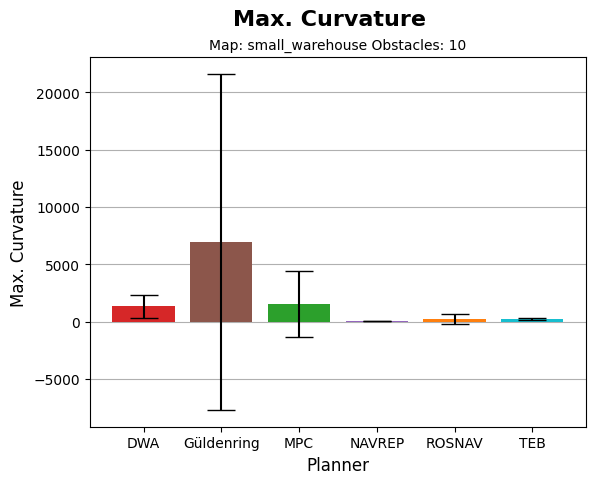 Max. Curvature
Map: small_warehouse Obstacles: 10
Max. Curvature
20000
15000
10000
5000
0
−5000
DWA Güldenring MPC NAVREP ROSNAV TEB
Planner